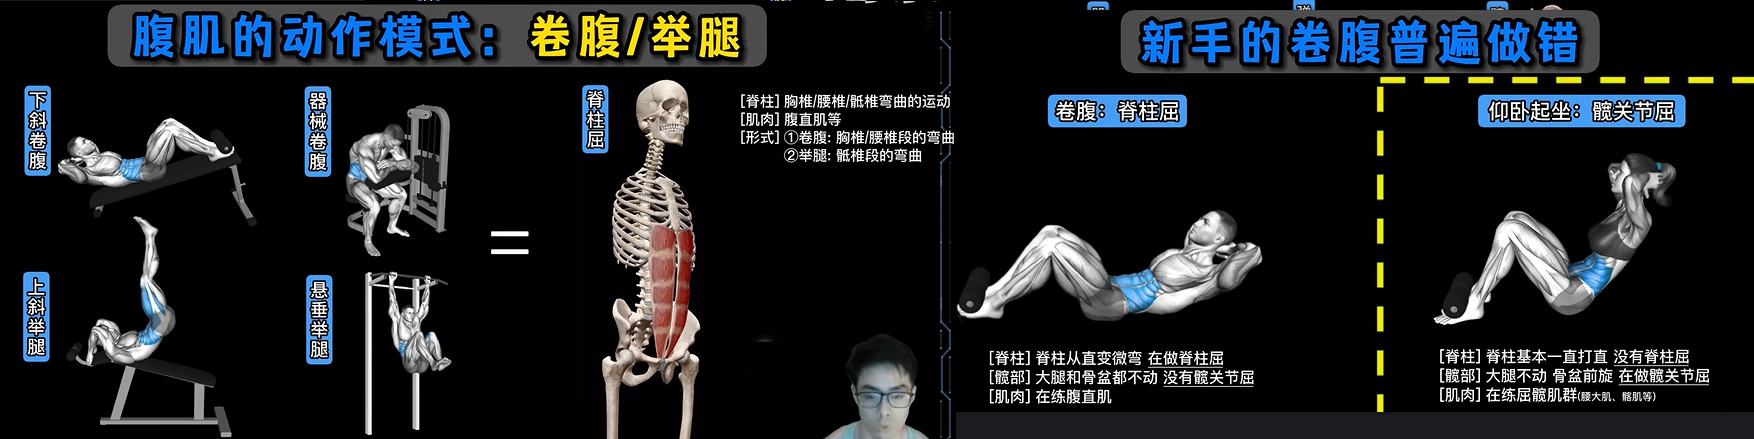 腹肌的动作模式：卷腹/举腿
下斜卷腹
器械卷腹
脊柱屈
[脊柱] 胸椎/腰椎/骶椎弯曲的运动
[肌肉] 腹直肌等
[形式] ①卷腹: 胸椎/腰椎段的弯曲
②举腿: 骶椎段的弯曲
上斜举腿
悬垂举腿
新手的卷腹普遍做错
卷腹：脊柱屈
[脊柱] 脊柱从直变微弯 在做脊柱屈
[髋部] 大腿和骨盆都不动 没有髋关节屈
[肌肉] 在练腹直肌
仰卧起坐：髋关节屈
[脊柱] 脊柱基本一直打直 没有脊柱屈
[髋部] 大腿不动 骨盆前旋 在做髋关节屈
[肌肉] 在练屈髋肌群(腰大肌、髂肌等)